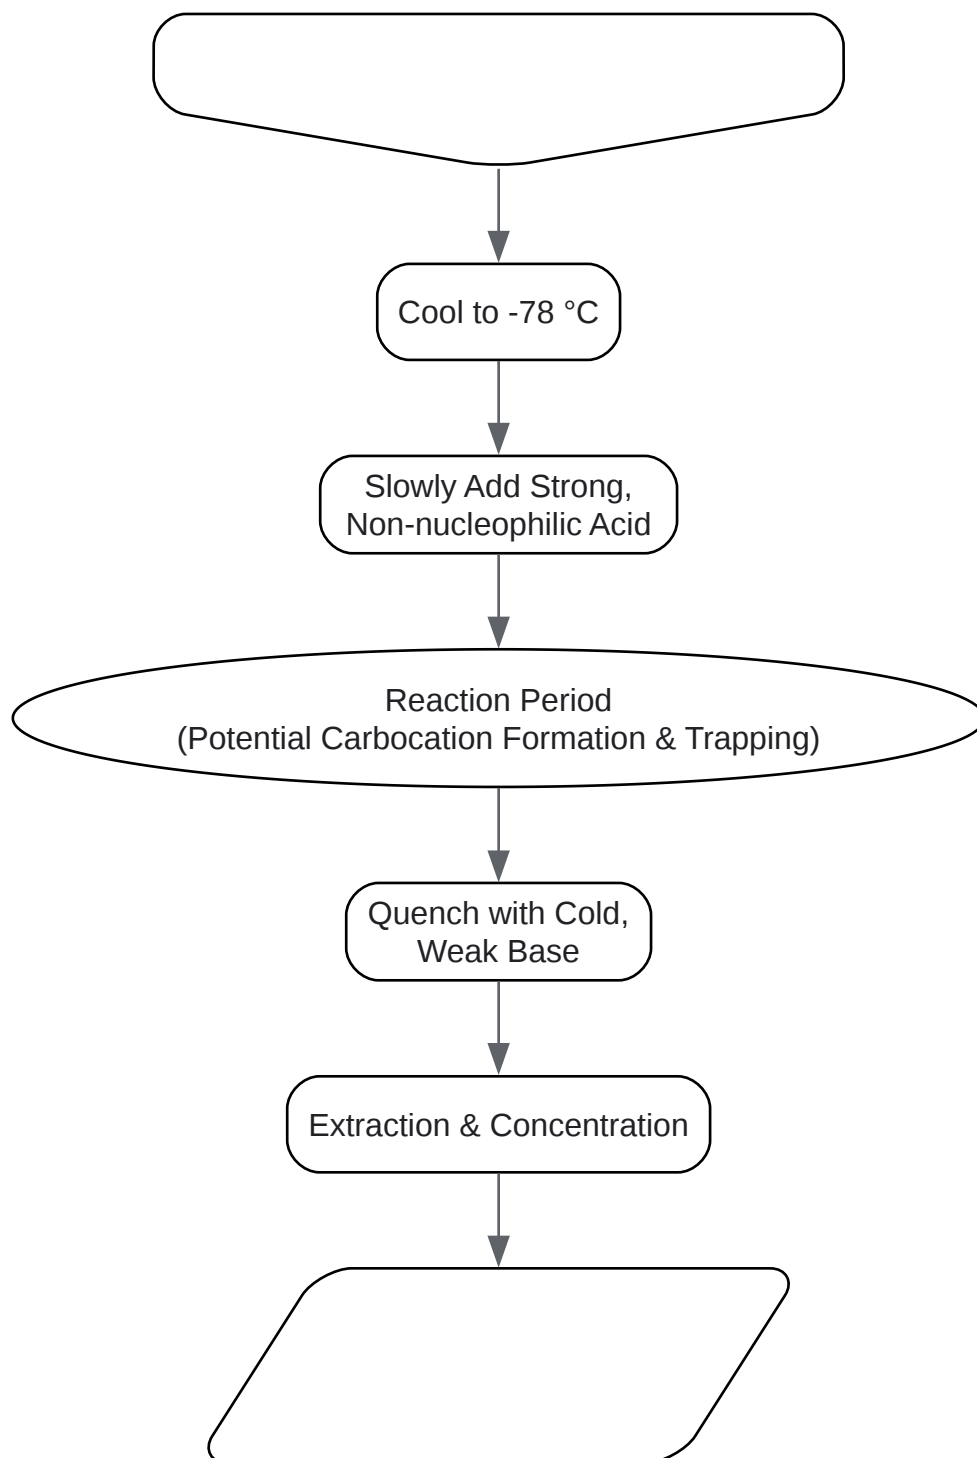 Cool to -78 °C
Slowly Add Strong,
Non-nucleophilic Acid
Reaction Period
(Potential Carbocation Formation & Trapping)
Quench with Cold,
Weak Base
Extraction & Concentration